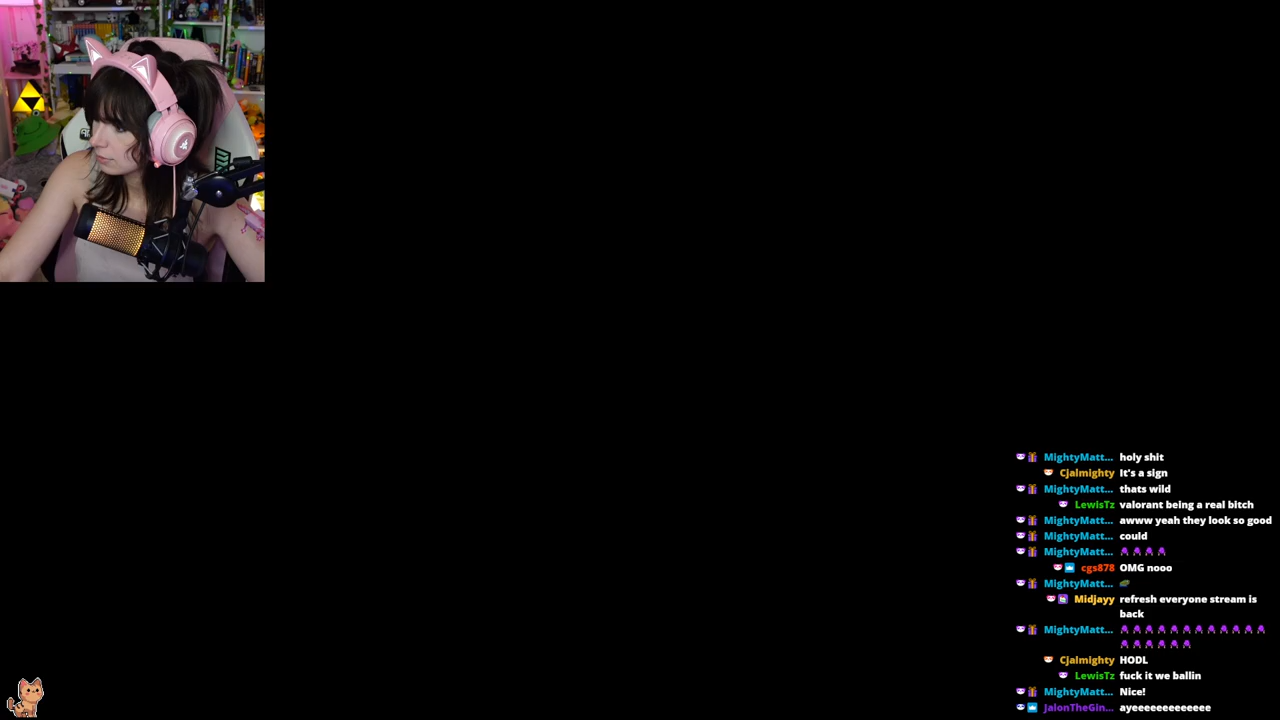 MightyMatt... holy shit
Cjalmighty It's a sign
MightyMatt... thats wild
LewisTz valorant being a real bitch
MightyMatt... awww yeah they look so good
MightyMatt... could
MightyMatt...
cgs878 OMG nooo
MightyMatt...
Midjayy refresh everyone stream is
back
MightyMatt...
Cjalmighty HODL
LewisTz fuck it we ballin
MightyMatt... Nice!
JalonTheGin... ayeeeeeeeeeeeee